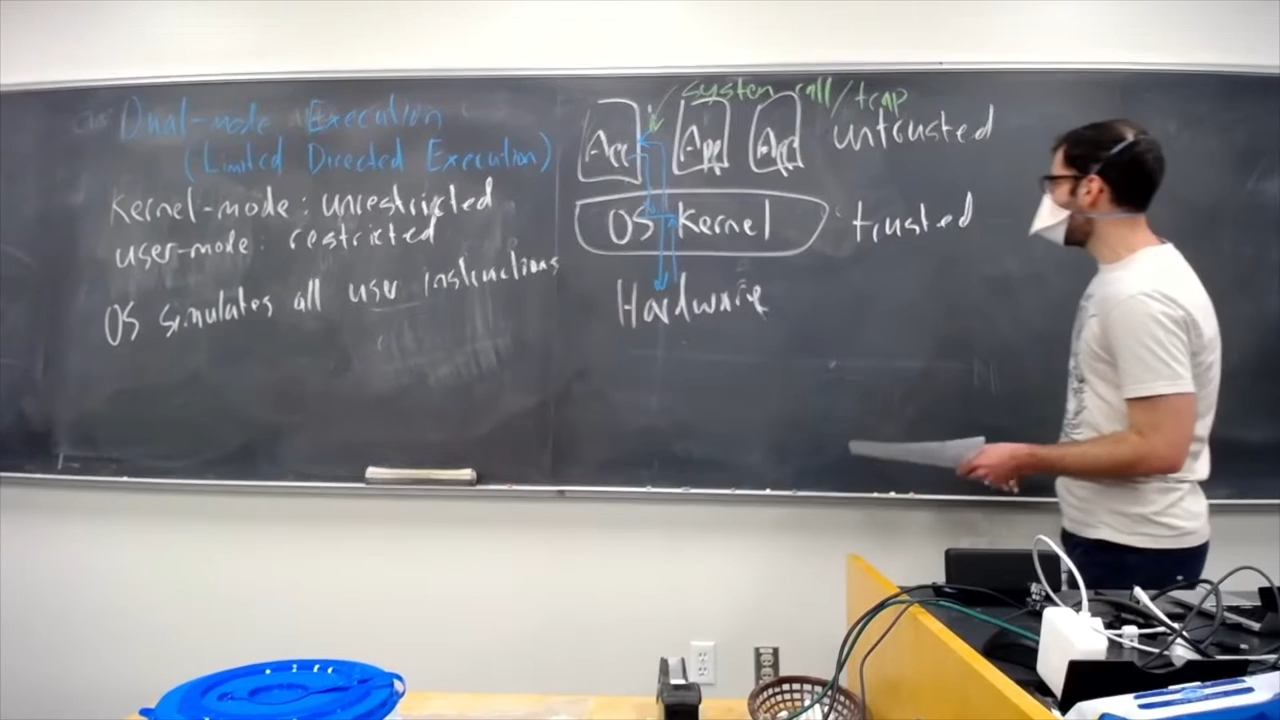 Dual-mode Execution
(Limited Directed Execution)
Kernel-mode: unrestricted
user-mode: restricted
OS simulates all user instructions
system call/trap
App App App untrusted
OS Kernel trusted
Hardware